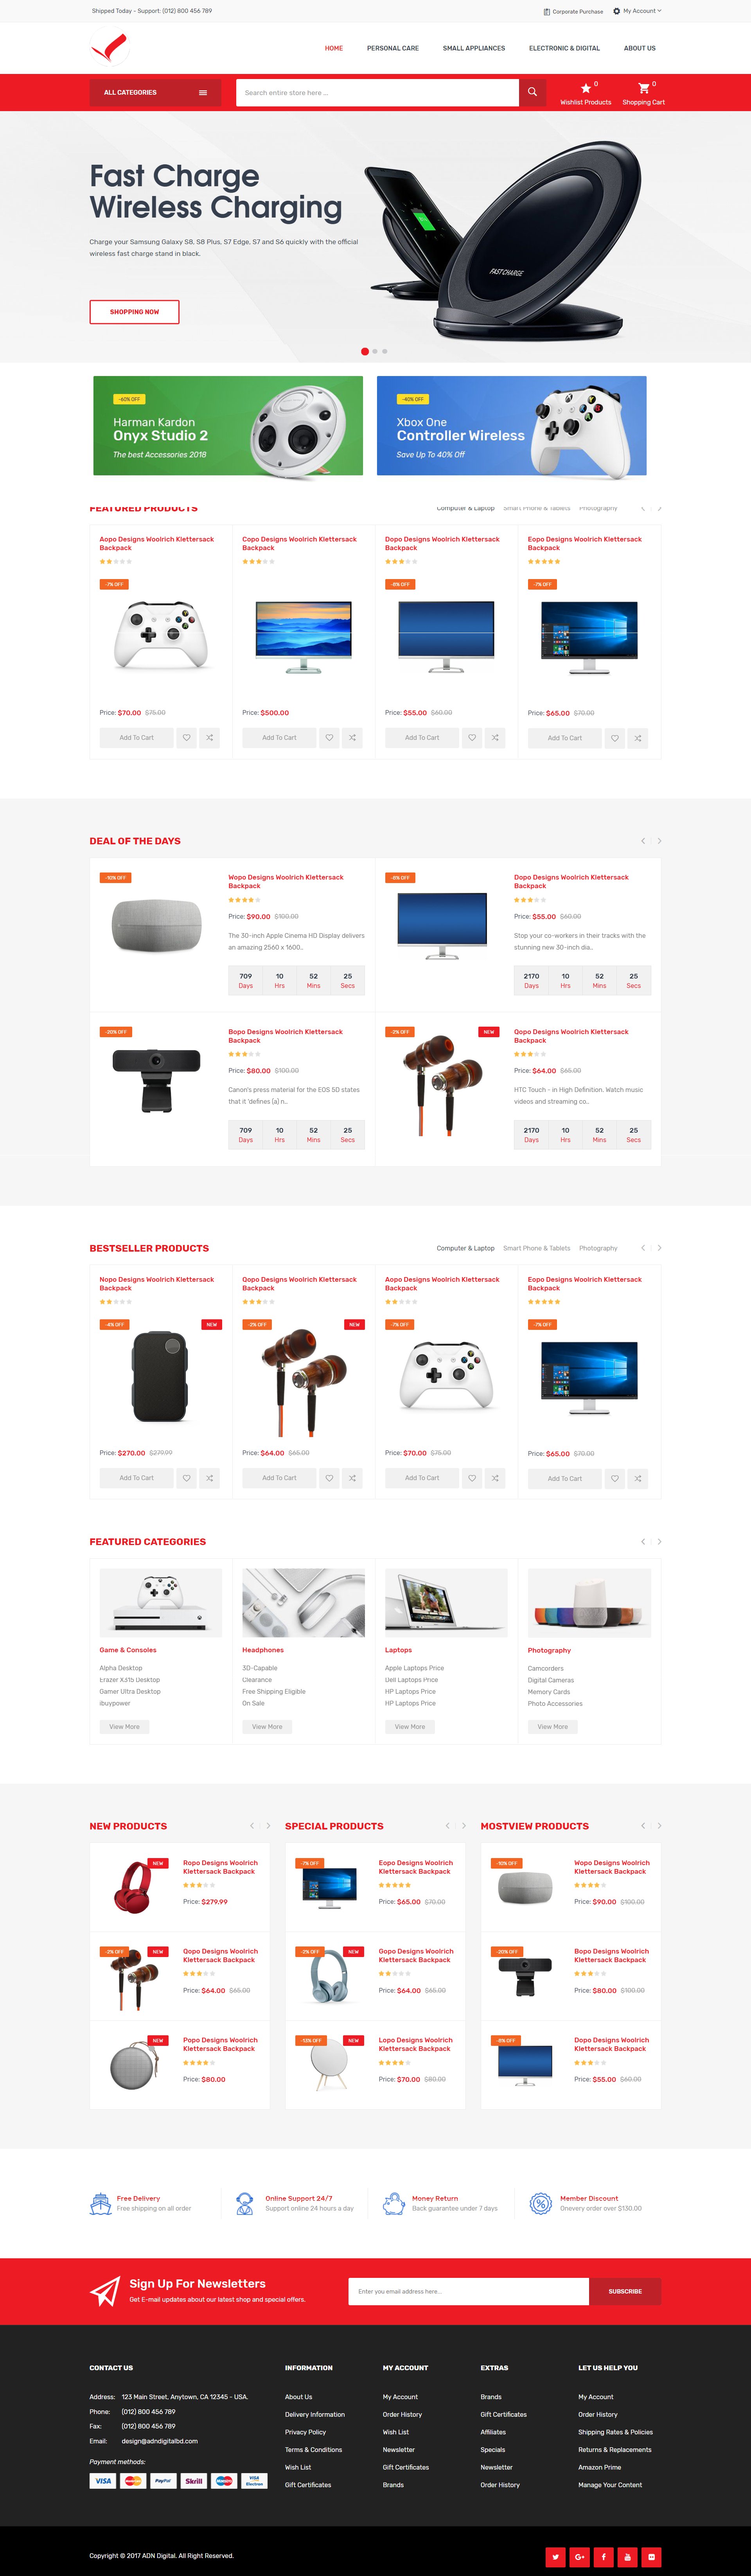 Shipped Today - Support: (012) 800 456 789
Corporate Purchase
My Account
HOME
PERSONAL CARE
SMALL APPLIANCES
ELECTRONIC & DIGITAL
ABOUT US
ALL CATEGORIES
Search entire store here ...
0
Wishlist Products
0
Shopping Cart
Fast Charge
Wireless Charging
Charge your Samsung Galaxy S8, S8 Plus, S7 Edge, S7 and S6 quickly with the official
wireless fast charge stand in black.
FAST CHARGE
SHOPPING NOW
-60% OFF
Harman Kardon
Onyx Studio 2
The best Accessories 2018
-40% OFF
Xbox One
Controller Wireless
Save Up To 40% Off
FEATURED PRODUCTS
Computer & Laptop
Smart Phone & Tablets
Photography
Aopo Designs Woolrich Klettersack
Backpack
-7% OFF
Price: $70.00 $75.00
Add To Cart
Copo Designs Woolrich Klettersack
Backpack
Price: $500.00
Add To Cart
Dopo Designs Woolrich Klettersack
Backpack
-8% OFF
Price: $55.00 $60.00
Add To Cart
Eopo Designs Woolrich Klettersack
Backpack
-7% OFF
Price: $65.00 $70.00
Add To Cart
DEAL OF THE DAYS
-10% OFF
Wopo Designs Woolrich Klettersack
Backpack
Price: $90.00 $100.00
The 30-inch Apple Cinema HD Display delivers
an amazing 2560 x 1600..
709 10 52 25
Days Hrs Mins Secs
-8% OFF
Dopo Designs Woolrich Klettersack
Backpack
Price: $55.00 $60.00
Stop your co-workers in their tracks with the
stunning new 30-inch dia..
2170 10 52 25
Days Hrs Mins Secs
-20% OFF
Bopo Designs Woolrich Klettersack
Backpack
Price: $80.00 $100.00
Canon's press material for the EOS 5D states
that it 'defines (a) n..
709 10 52 25
Days Hrs Mins Secs
-2% OFF
NEW
Qopo Designs Woolrich Klettersack
Backpack
Price: $64.00 $65.00
HTC Touch - in High Definition. Watch music
videos and streaming co..
2170 10 52 25
Days Hrs Mins Secs
BESTSELLER PRODUCTS
Computer & Laptop
Smart Phone & Tablets
Photography
Nopo Designs Woolrich Klettersack
Backpack
-4% OFF
NEW
Price: $270.00 $279.99
Add To Cart
Qopo Designs Woolrich Klettersack
Backpack
-2% OFF
NEW
Price: $64.00 $65.00
Add To Cart
Aopo Designs Woolrich Klettersack
Backpack
-7% OFF
Price: $70.00 $75.00
Add To Cart
Eopo Designs Woolrich Klettersack
Backpack
-7% OFF
Price: $65.00 $70.00
Add To Cart
FEATURED CATEGORIES
Game & Consoles
Alpha Desktop
Erazer X315 Desktop
Gamer Ultra Desktop
ibuypower
View More
Headphones
3D-Capable
Clearance
Free Shipping Eligible
On Sale
View More
Laptops
Apple Laptops Price
Dell Laptops Price
HP Laptops Price
HP Laptops Price
View More
Photography
Camcorders
Digital Cameras
Memory Cards
Photo Accessories
View More
NEW PRODUCTS
NEW
Ropo Designs Woolrich
Klettersack Backpack
Price: $279.99
-2% OFF
NEW
Qopo Designs Woolrich
Klettersack Backpack
Price: $64.00 $65.00
NEW
Popo Designs Woolrich
Klettersack Backpack
Price: $80.00
SPECIAL PRODUCTS
-7% OFF
Eopo Designs Woolrich
Klettersack Backpack
Price: $65.00 $70.00
-2% OFF
NEW
Gopo Designs Woolrich
Klettersack Backpack
Price: $64.00 $65.00
-13% OFF
NEW
Lopo Designs Woolrich
Klettersack Backpack
Price: $70.00 $80.00
MOSTVIEW PRODUCTS
-10% OFF
Wopo Designs Woolrich
Klettersack Backpack
Price: $90.00 $100.00
-20% OFF
Bopo Designs Woolrich
Klettersack Backpack
Price: $80.00 $100.00
-8% OFF
Dopo Designs Woolrich
Klettersack Backpack
Price: $55.00 $60.00
Free Delivery
Free shipping on all order
Online Support 24/7
Support online 24 hours a day
Money Return
Back guarantee under 7 days
Member Discount
Onevery order over $130.00
Sign Up For Newsletters
Get E-mail updates about our latest shop and special offers.
Enter you email address here...
SUBSCRIBE
CONTACT US
Address: 123 Main Street, Anytown, CA 12345 - USA.
Phone: (012) 800 456 789
Fax: (012) 800 456 789
Email: design@adndigitalbd.com
Payment methods:
VISA
PayPal
Skrill
VISA
Electron
INFORMATION
About Us
Delivery Information
Privacy Policy
Terms & Conditions
Wish List
Gift Certificates
MY ACCOUNT
My Account
Order History
Wish List
Newsletter
Gift Certificates
Brands
EXTRAS
Brands
Gift Certificates
Affiliates
Specials
Newsletter
Order History
LET US HELP YOU
My Account
Order History
Shipping Rates & Policies
Returns & Replacements
Amazon Prime
Manage Your Content
Copyright © 2017 ADN Digital. All Right Reserved.